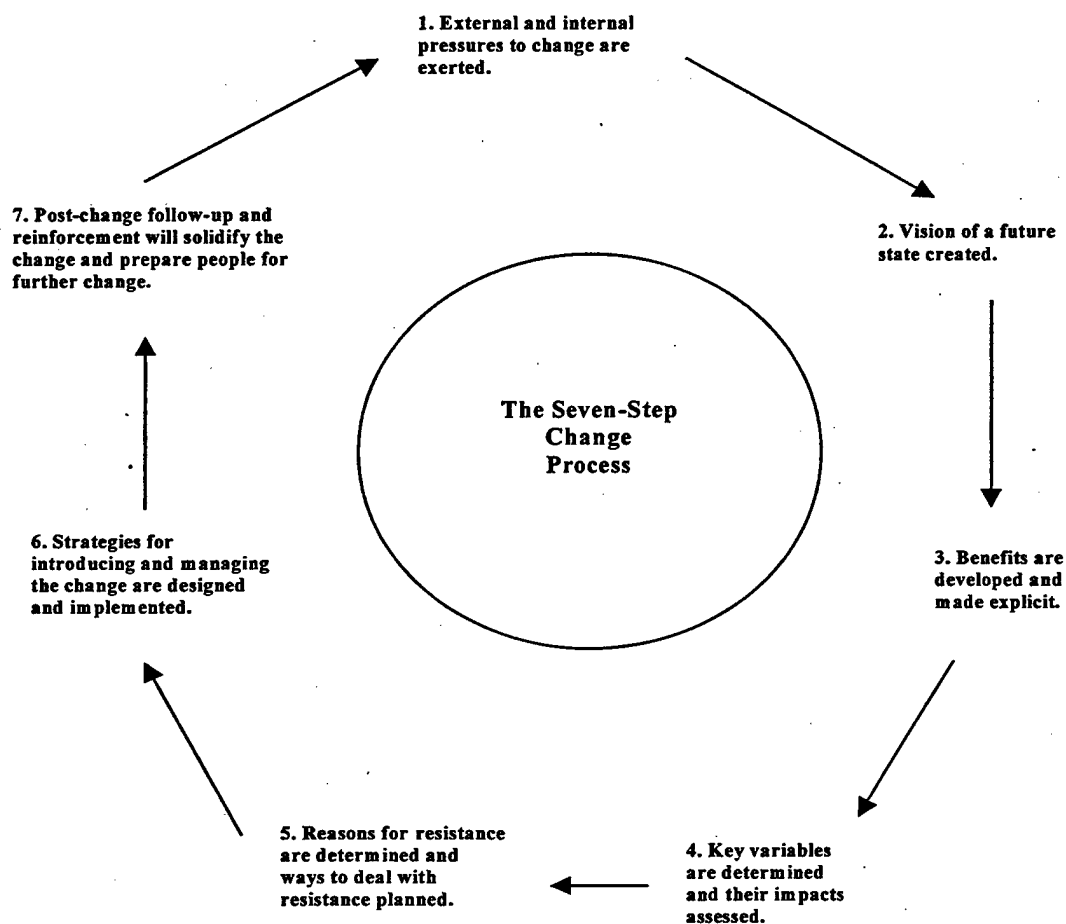 1. External and internal
pressures to change are
exerted.
2. Vision of a future
state created.
3. Benefits are
developed and
made explicit.
4. Key variables
are determined
and their impacts
assessed.
5. Reasons for resistance
are determined and
ways to deal with
resistance planned.
6. Strategies for
introducing and managing
the change are designed
and implemented.
7. Post-change follow-up and
reinforcement will solidify the
change and prepare people for
further change.
The Seven-Step
Change
Process